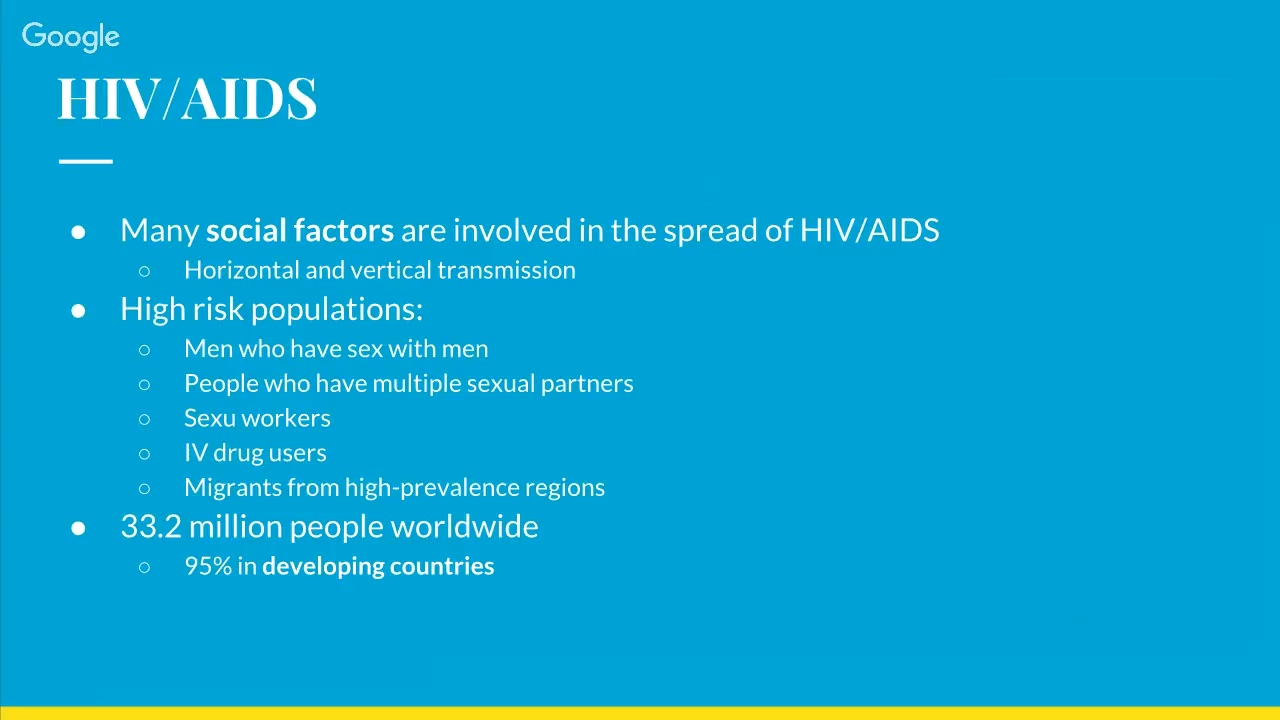 Google
HIV/AIDS
● Many social factors are involved in the spread of HIV/AIDS
○ Horizontal and vertical transmission
● High risk populations:
○ Men who have sex with men
○ People who have multiple sexual partners
○ Sexu workers
○ IV drug users
○ Migrants from high-prevalence regions
● 33.2 million people worldwide
○ 95% in developing countries